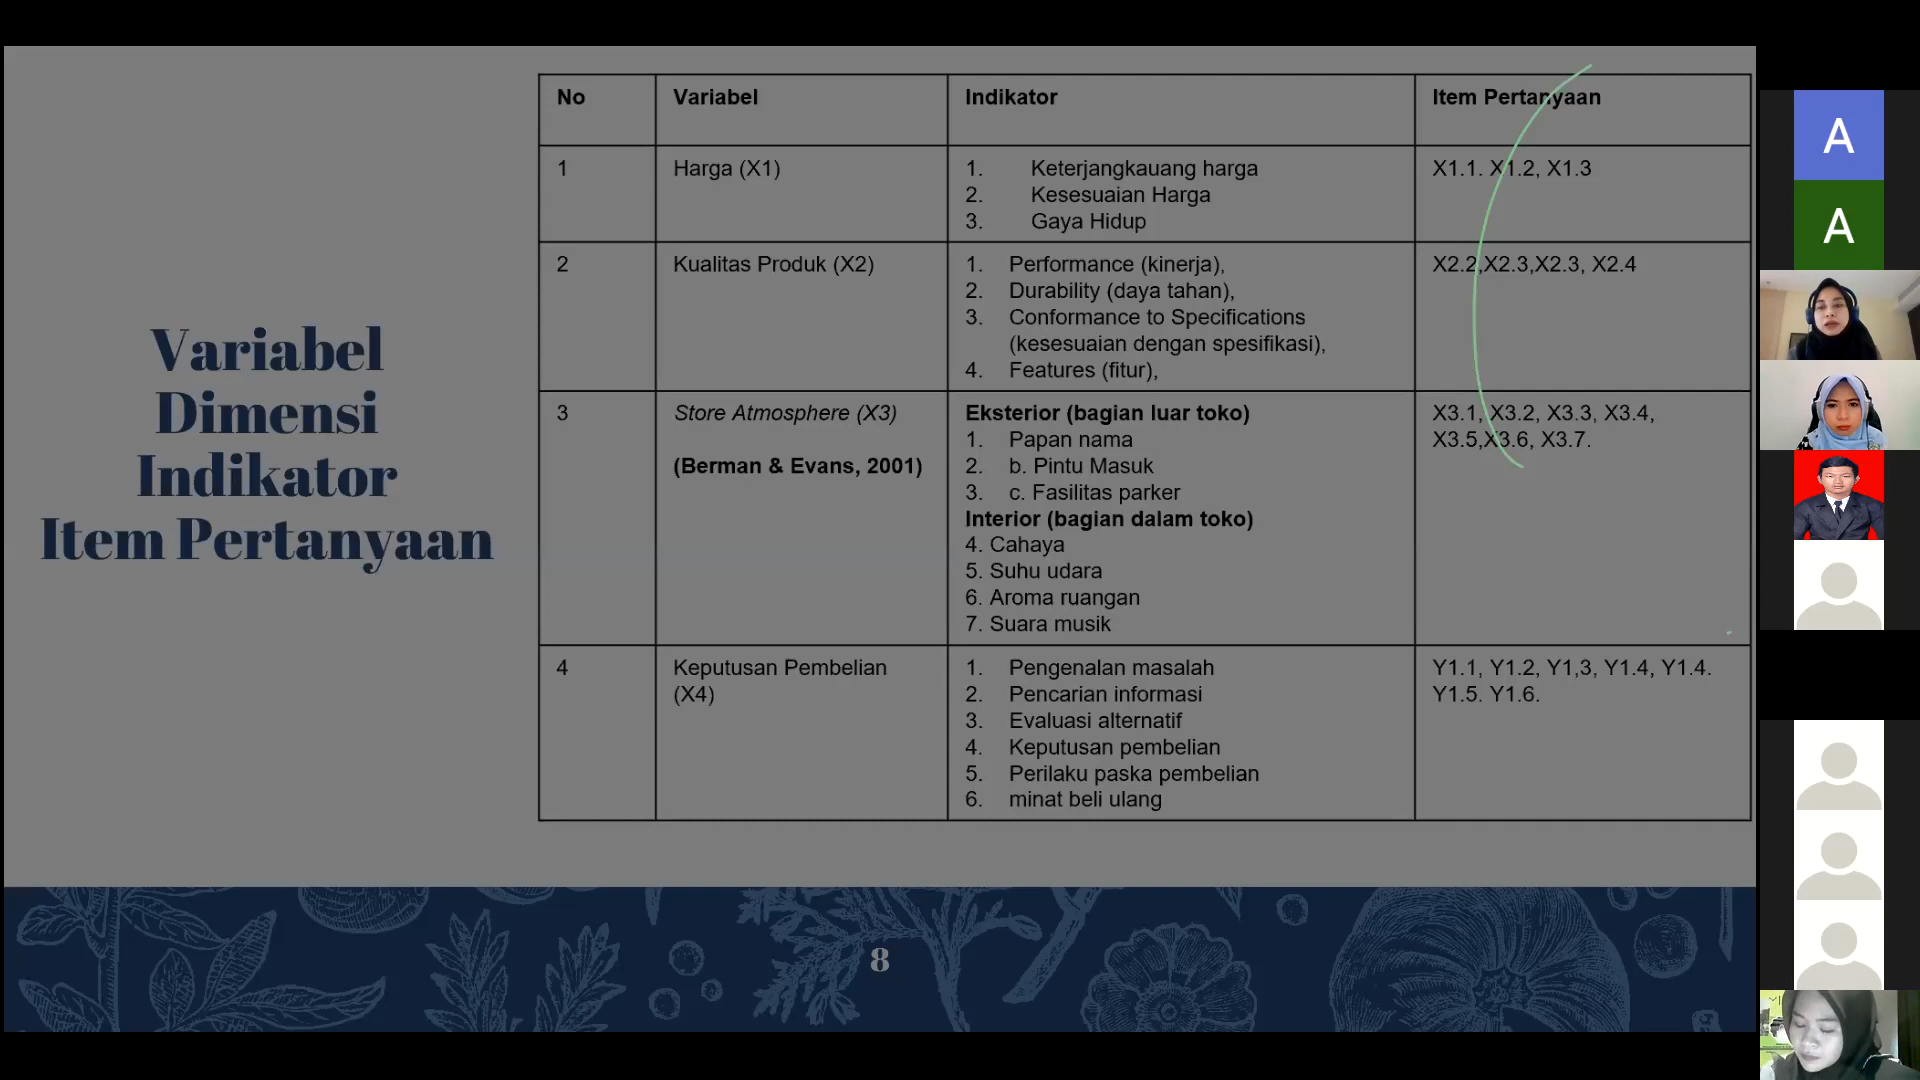 Variabel
Dimensi
Indikator
Item Pertanyaan
No
Variabel
Indikator
Item Pertanyaan
1
Harga (X1)
1. Keterjangkauang harga
2. Kesesuaian Harga
3. Gaya Hidup
X1.1. X1.2, X1.3
2
Kualitas Produk (X2)
1. Performance (kinerja),
2. Durability (daya tahan),
3. Conformance to Specifications
(kesesuaian dengan spesifikasi),
4. Features (fitur),
X2.2,X2.3,X2.3, X2.4
3
Store Atmosphere (X3)
(Berman & Evans, 2001)
Eksterior (bagian luar toko)
1. Papan nama
2. b. Pintu Masuk
3. c. Fasilitas parker
Interior (bagian dalam toko)
4. Cahaya
5. Suhu udara
6. Aroma ruangan
7. Suara musik
X3.1, X3.2, X3.3, X3.4,
X3.5,X3.6, X3.7.
4
Keputusan Pembelian
(X4)
1. Pengenalan masalah
2. Pencarian informasi
3. Evaluasi alternatif
4. Keputusan pembelian
5. Perilaku paska pembelian
6. minat beli ulang
Y1.1, Y1.2, Y1,3, Y1.4, Y1.4.
Y1.5. Y1.6.
8
A
A